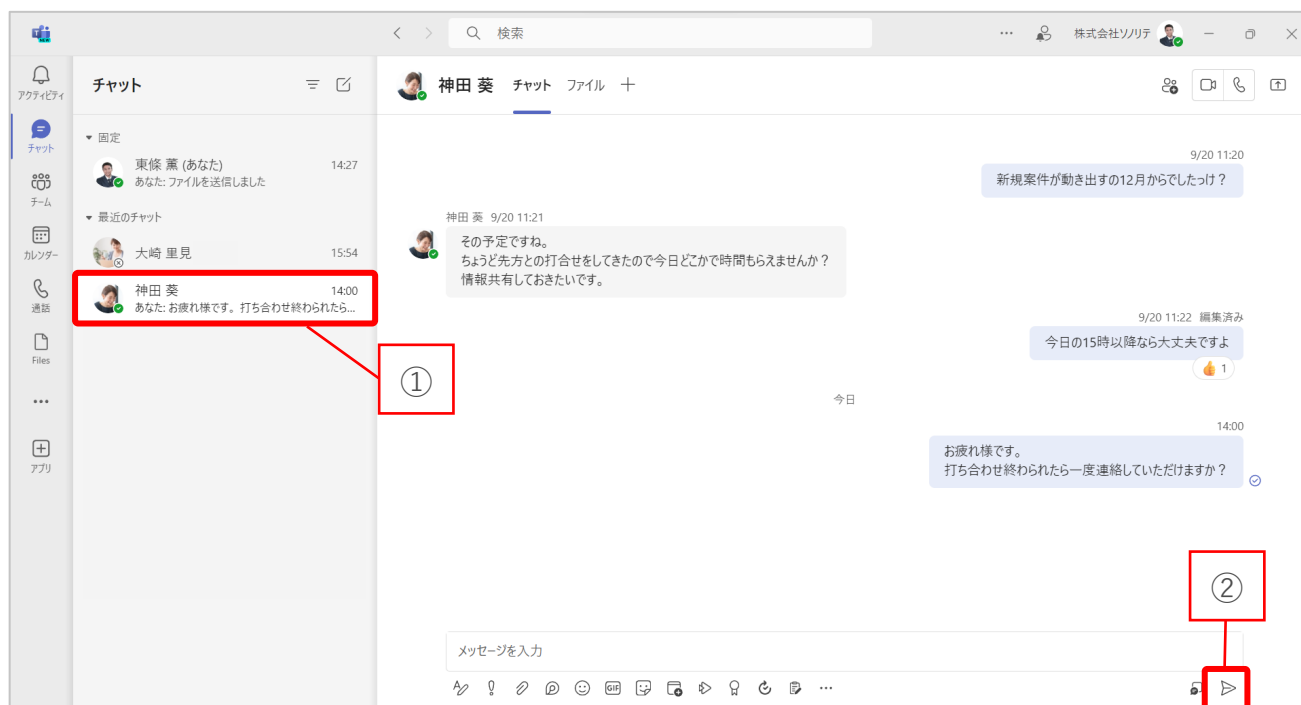 検索
…
株式会社ソノリテ
アクティビティ
チャット
チーム
カレンダー
通話
Files
…
アプリ
チャット
▾ 固定
東條 薫 (あなた) 14:27
あなた: ファイルを送信しました
▾ 最近のチャット
大崎 里見 15:54
神田 葵 14:00
あなた: お疲れ様です。打ち合わせ終わられたら...
①
神田 葵 チャット ファイル
9/20 11:20
新規案件が動き出すの12月からでしたっけ？
神田 葵 9/20 11:21
その予定ですね。
ちょうど先方との打合せをしてきたので今日どこかで時間もらえませんか？
情報共有しておきたいです。
9/20 11:22 編集済み
今日の15時以降なら大丈夫ですよ
👍 1
今日
14:00
お疲れ様です。
打ち合わせ終わられたら一度連絡していただけますか？
②
メッセージを入力
GIF